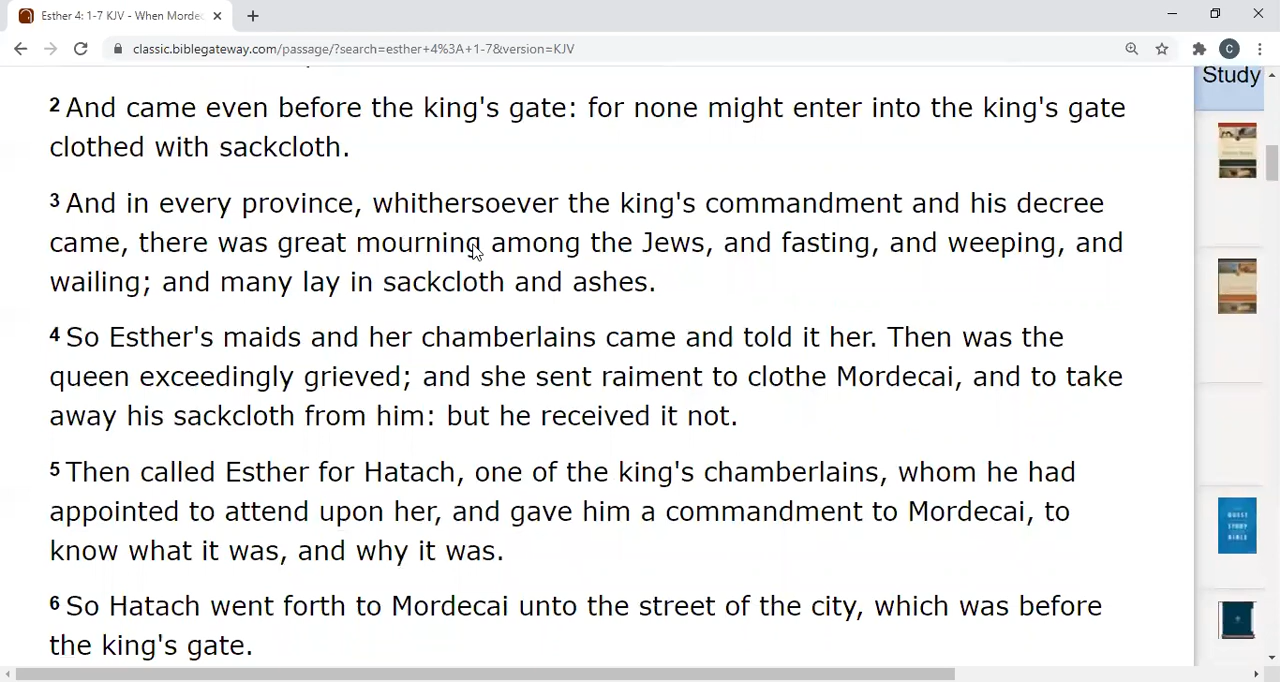 Esther 4: 1-7 KJV - When Mordec
classic.biblegateway.com/passage/?search=esther+4%3A+1-7&version=KJV
C
Study
2 And came even before the king's gate: for none might enter into the king's gate
clothed with sackcloth.
3 And in every province, whithersoever the king's commandment and his decree
came, there was great mourning among the Jews, and fasting, and weeping, and
wailing; and many lay in sackcloth and ashes.
4 So Esther's maids and her chamberlains came and told it her. Then was the
queen exceedingly grieved; and she sent raiment to clothe Mordecai, and to take
away his sackcloth from him: but he received it not.
5 Then called Esther for Hatach, one of the king's chamberlains, whom he had
appointed to attend upon her, and gave him a commandment to Mordecai, to
know what it was, and why it was.
QUEST
STUDY
BIBLE
6 So Hatach went forth to Mordecai unto the street of the city, which was before
the king's gate.